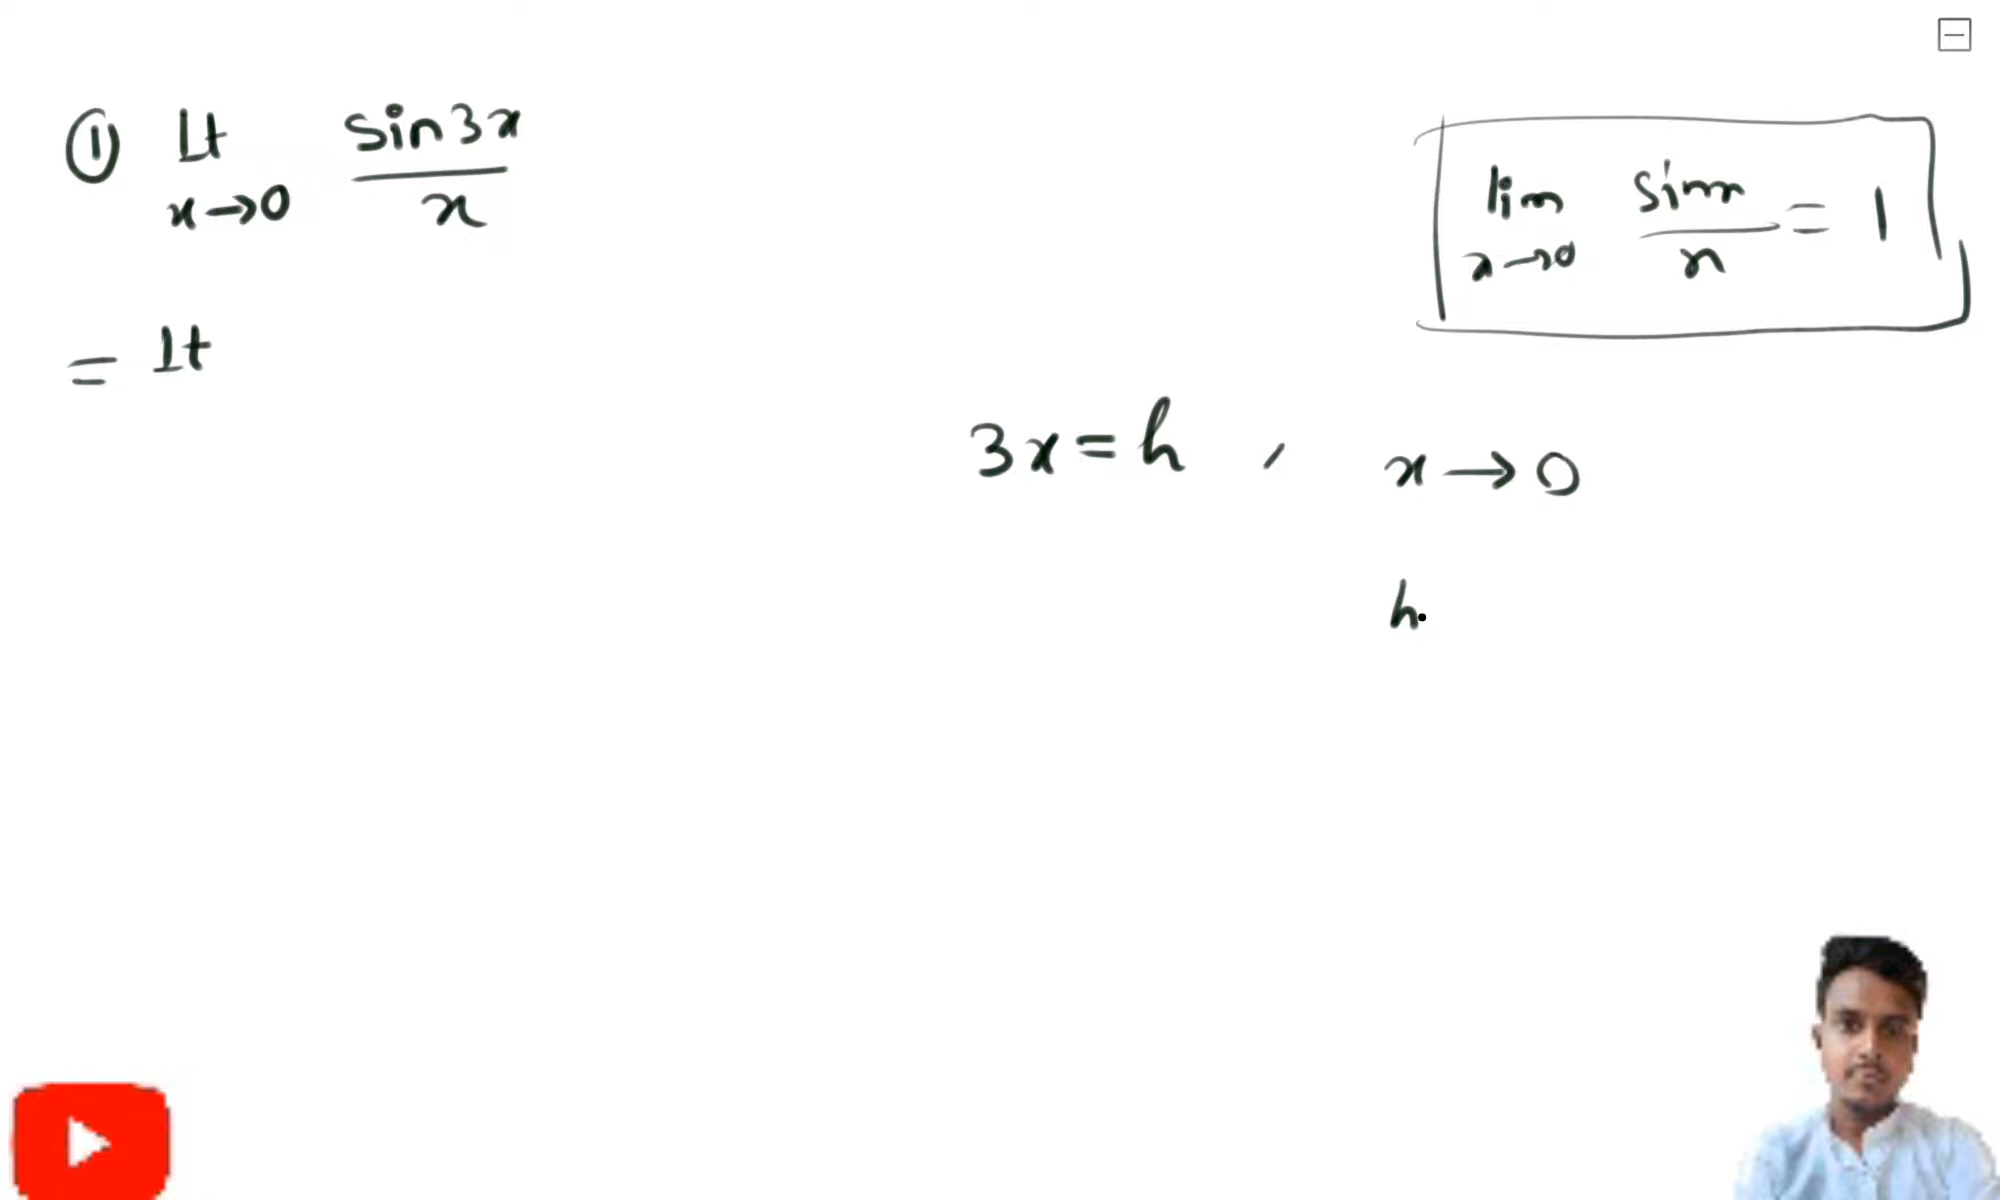 ① Lt x→0 sin3x / x
lim x→0 sinx / x = 1
= Lt
3x = h , x → 0
h